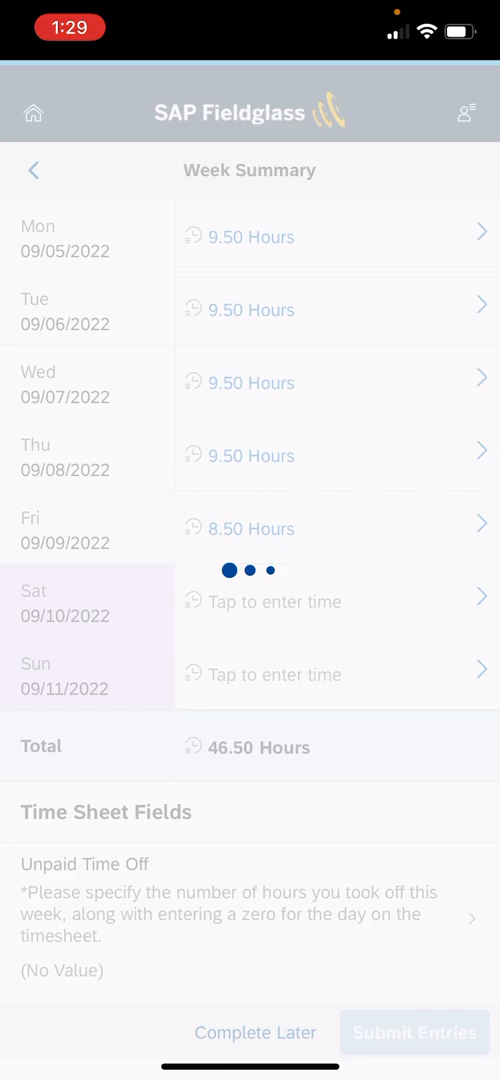 1:29
SAP Fieldglass
Week Summary
Mon
09/05/2022
9.50 Hours
Tue
09/06/2022
9.50 Hours
Wed
09/07/2022
9.50 Hours
Thu
09/08/2022
9.50 Hours
Fri
09/09/2022
8.50 Hours
Sat
09/10/2022
Tap to enter time
Sun
09/11/2022
Tap to enter time
Total
46.50 Hours
Time Sheet Fields
Unpaid Time Off
*Please specify the number of hours you took off this
week, along with entering a zero for the day on the
timesheet.
(No Value)
Complete Later
Submit Entries